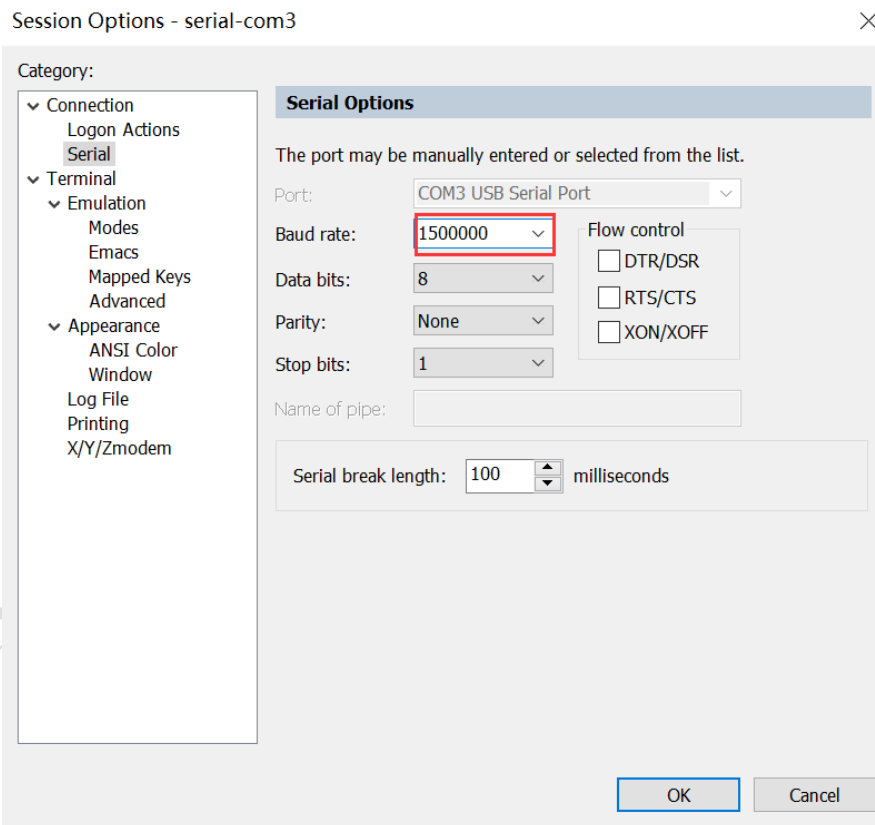 Session Options - serial-com3
Category:
Connection
Logon Actions
Serial
Terminal
Emulation
Modes
Emacs
Mapped Keys
Advanced
Appearance
ANSI Color
Window
Log File
Printing
X/Y/Zmodem
Serial Options
The port may be manually entered or selected from the list.
Port: COM3 USB Serial Port
Baud rate: 1500000
Data bits: 8
Parity: None
Stop bits: 1
Name of pipe:
Flow control
DTR/DSR
RTS/CTS
XON/XOFF
Serial break length: 100 milliseconds
OK Cancel